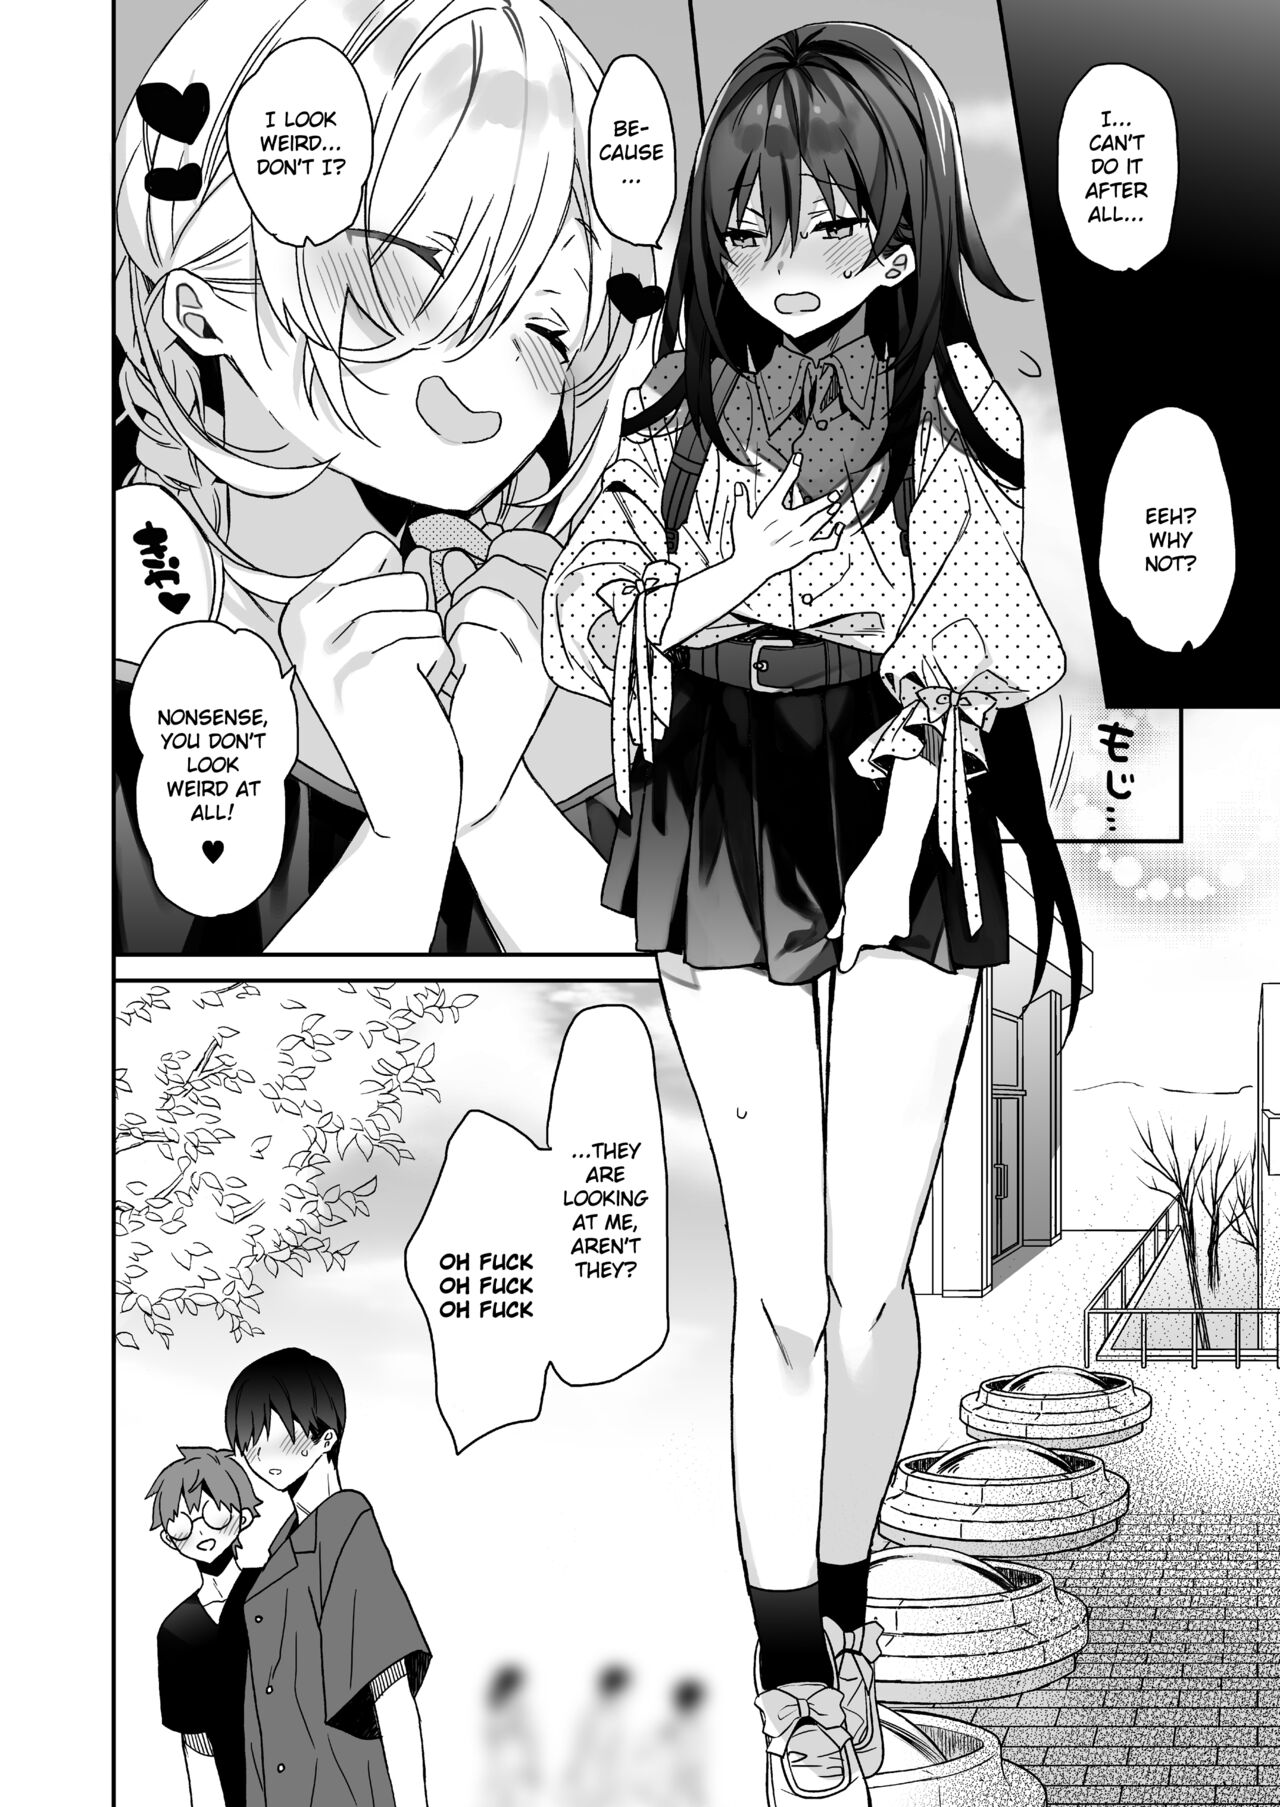 I...
CAN'T
DO IT
AFTER
ALL...
EEH?
WHY
NOT?
もじ…
BE-
CAUSE
...
I LOOK
WEIRD...
DON'T I?
NONSENSE,
YOU DON'T
LOOK
WEIRD AT
ALL!
♥
...THEY
ARE
LOOKING
AT ME,
AREN'T
THEY?
OH FUCK
OH FUCK
OH FUCK